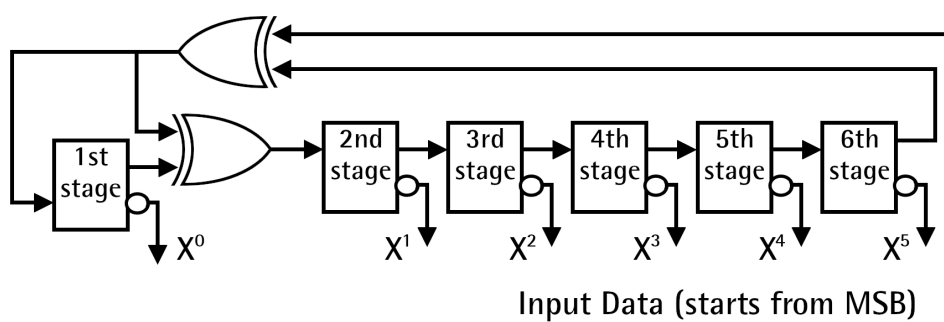 1st
stage
2nd
stage
3rd
stage
4th
stage
5th
stage
6th
stage
X⁰
X¹
X²
X³
X⁴
X⁵
Input Data (starts from MSB)